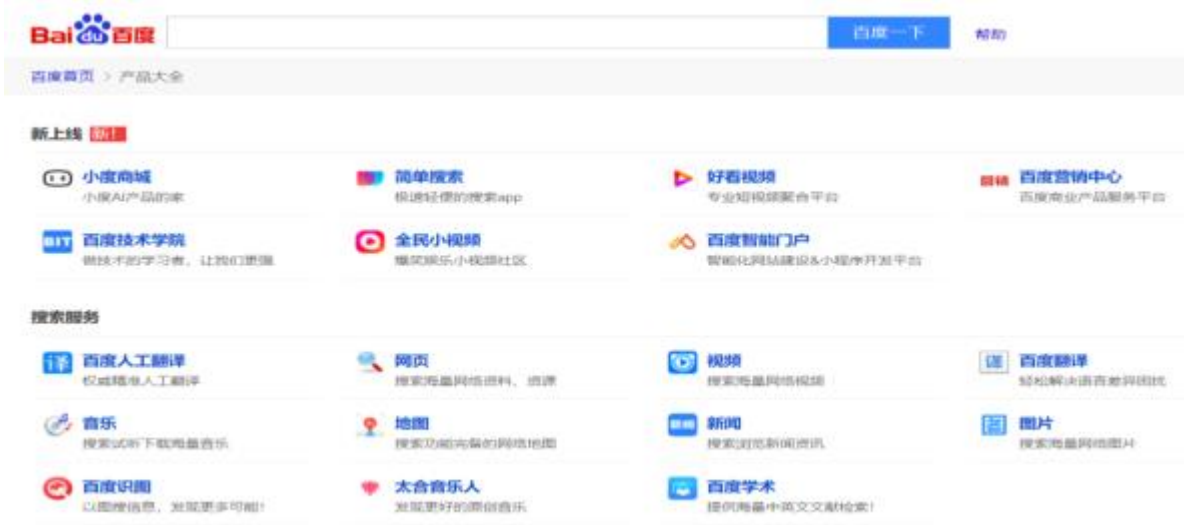 Bai du 百度
百度一下
帮助
百度首页 > 产品大全
新上线 新!
小度商城
小度AI产品的家
简单搜索
极速轻便的搜索app
好看视频
专业短视频聚合平台
营销 百度营销中心
百度商业产品服务平台
BIT 百度技术学院
做技术的学习者，让我们更强
全民小视频
爆笑娱乐小视频社区
百度智能门户
智能化网站建设&小程序开发平台
搜索服务
译 百度人工翻译
权威精准人工翻译
网页
搜索海量网络资料、资源
视频
搜索海量网络视频
译 百度翻译
轻松解决语言差异困扰
音乐
搜索试听下载海量音乐
地图
搜索功能完备的网络地图
新闻
搜索浏览新闻资讯
图片
搜索海量网络图片
百度识图
以图搜信息，发现更多可能!
太合音乐人
发现更好的原创音乐
百度学术
提供海量中英文文献检索!